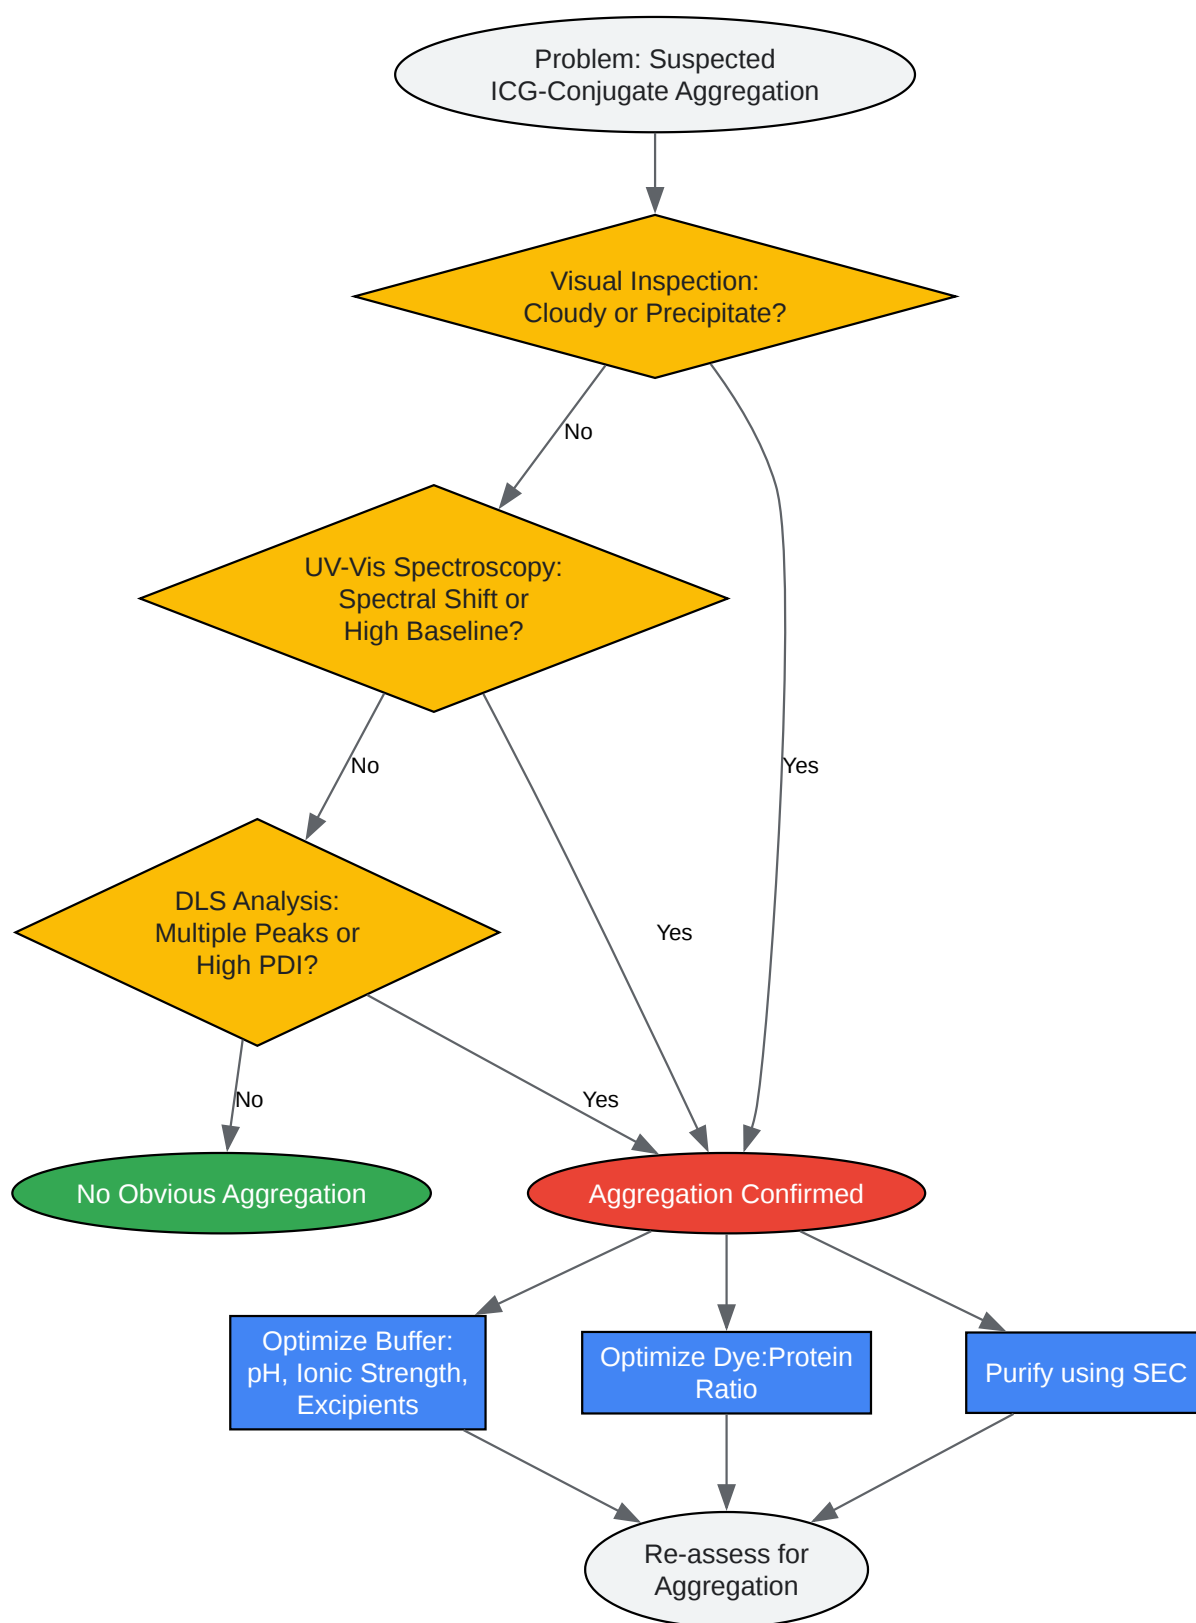 Problem: Suspected
ICG-Conjugate Aggregation
Visual Inspection:
Cloudy or Precipitate?
No
UV-Vis Spectroscopy:
Spectral Shift or
High Baseline?
No
Yes
DLS Analysis:
Multiple Peaks or
High PDI?
Yes
No
Yes
No Obvious Aggregation
Aggregation Confirmed
Optimize Buffer:
pH, Ionic Strength,
Excipients
Optimize Dye:Protein
Ratio
Purify using SEC
Re-assess for
Aggregation